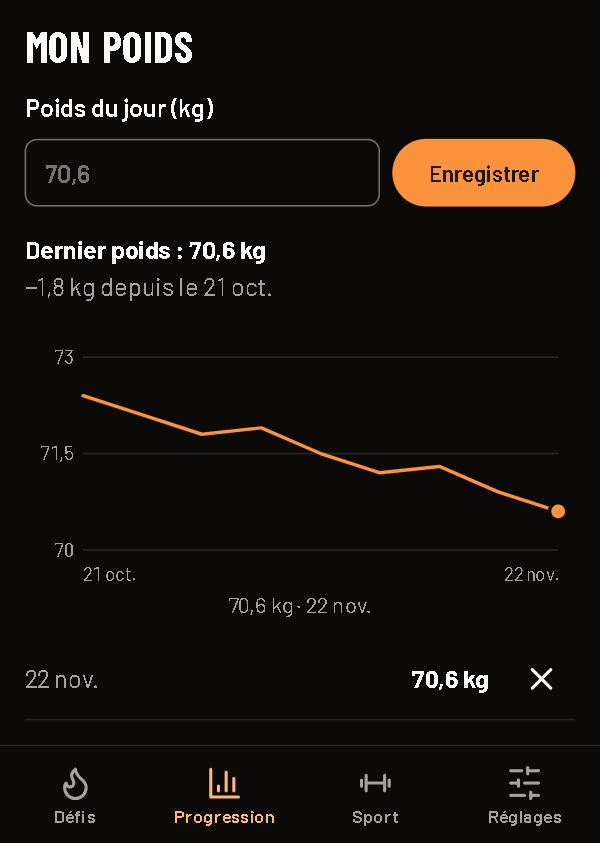 MON POIDS
Poids du jour (kg)
70,6
Enregistrer
Dernier poids : 70,6 kg
−1,8 kg depuis le 21 oct.
73
71,5
70
21 oct.
22 nov.
70,6 kg · 22 nov.
22 nov.
70,6 kg
Défis
Progression
Sport
Réglages